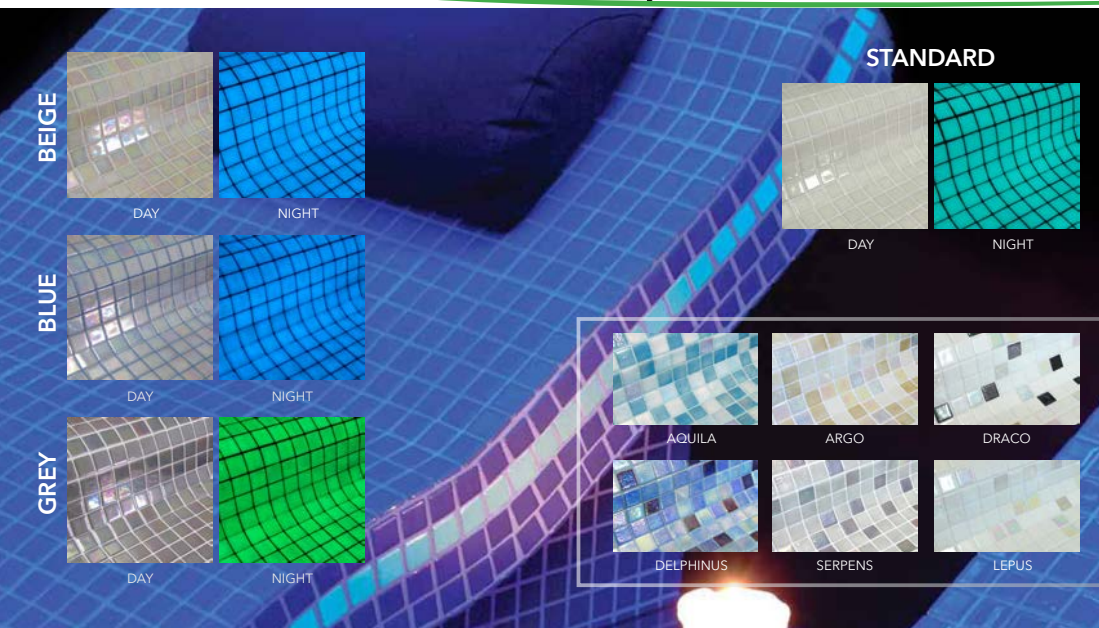 BEIGE
DAY NIGHT
BLUE
DAY NIGHT
GREY
DAY NIGHT
STANDARD
DAY NIGHT
AQUILA ARGO DRACO
DELPHINUS SERPENS LEPUS